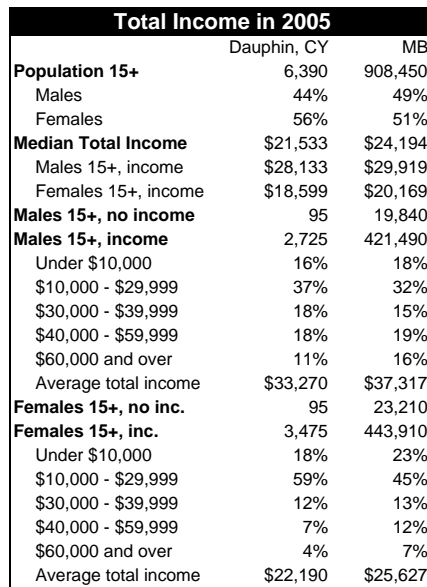 Total Income in 2005
Dauphin, CY MB
Population 15+ 6,390 908,450
Males 44% 49%
Females 56% 51%
Median Total Income $21,533 $24,194
Males 15+, income $28,133 $29,919
Females 15+, income $18,599 $20,169
Males 15+, no income 95 19,840
Males 15+, income 2,725 421,490
Under $10,000 16% 18%
$10,000 - $29,999 37% 32%
$30,000 - $39,999 18% 15%
$40,000 - $59,999 18% 19%
$60,000 and over 11% 16%
Average total income $33,270 $37,317
Females 15+, no inc. 95 23,210
Females 15+, inc. 3,475 443,910
Under $10,000 18% 23%
$10,000 - $29,999 59% 45%
$30,000 - $39,999 12% 13%
$40,000 - $59,999 7% 12%
$60,000 and over 4% 7%
Average total income $22,190 $25,627